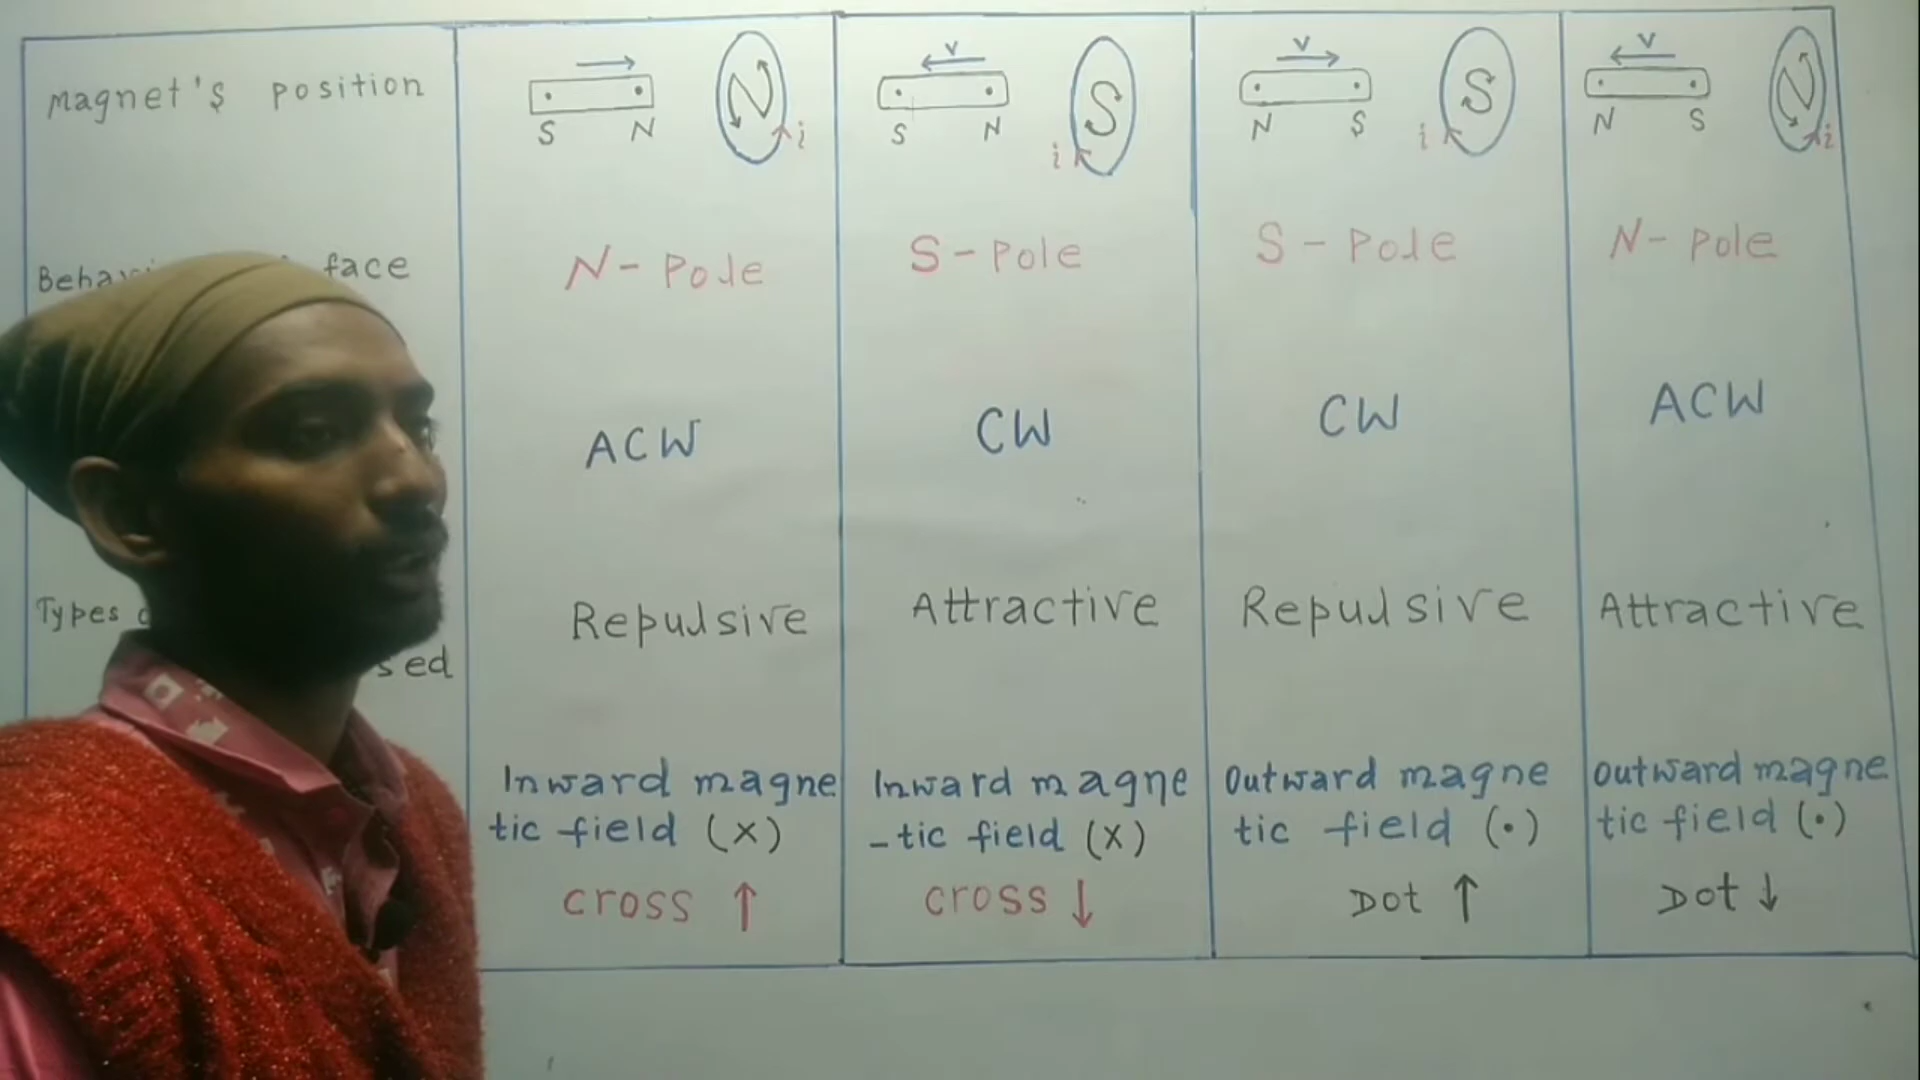 magnet's position
v v v
i i i i
S N S N N S N S
N S S N
face N-Pole S-Pole S-Pole N-Pole
ACW CW CW ACW
Types Repulsive Attractive Repulsive Attractive
sed
Inward magne Inward magne Outward magne outward magne
tic field (x) -tic field (x) tic field (•) tic field (•)
cross ↑ cross ↓ Dot ↑ Dot ↓